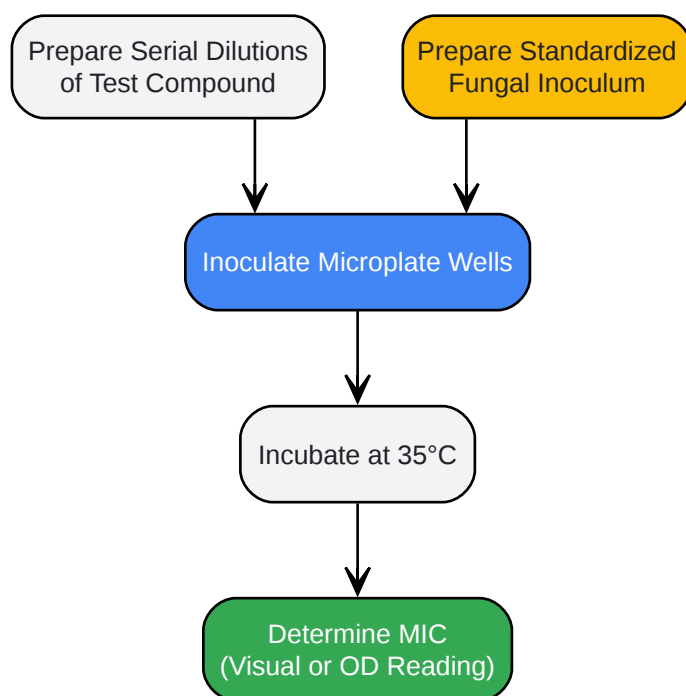 Prepare Serial Dilutions
of Test Compound
Prepare Standardized
Fungal Inoculum
Inoculate Microplate Wells
Incubate at 35°C
Determine MIC
(Visual or OD Reading)